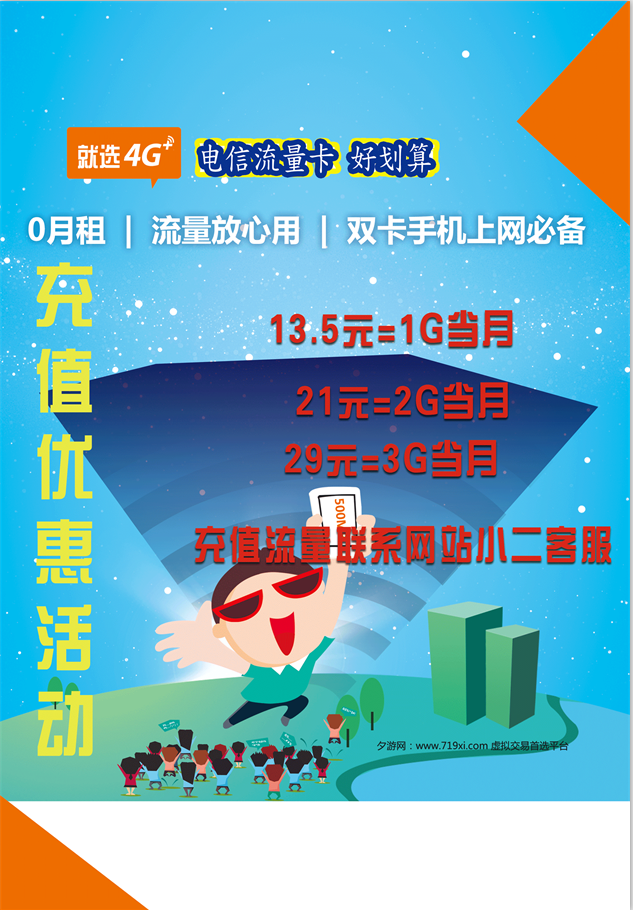 就选4G+
电信流量卡 好划算
0月租 | 流量放心用 | 双卡手机上网必备
充值优惠活动
13.5元=1G当月
21元=2G当月
29元=3G当月
500M
充值流量联系网站小二客服
夕游网：www.719xi.com 虚拟交易首选平台